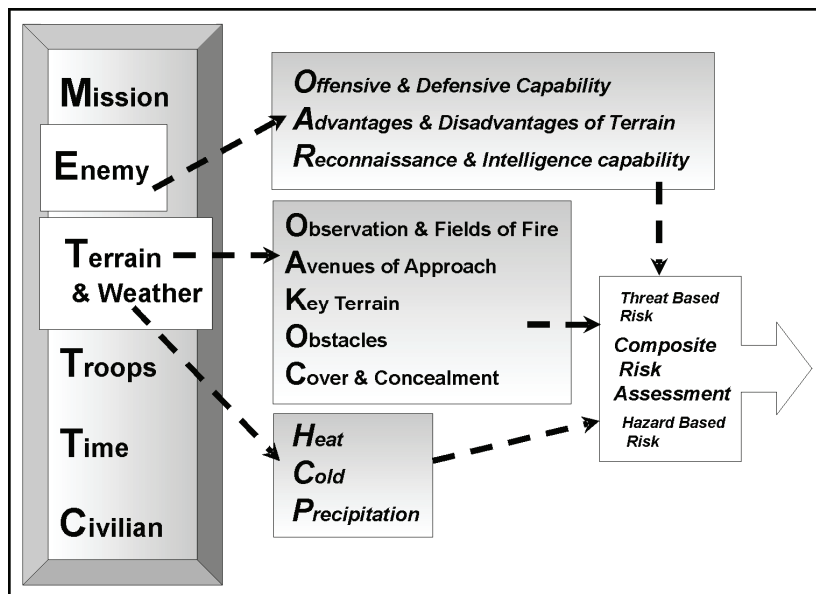 Mission
Enemy
Terrain
& Weather
Troops
Time
Civilian
Offensive & Defensive Capability
Advantages & Disadvantages of Terrain
Reconnaissance & Intelligence capability
Observation & Fields of Fire
Avenues of Approach
Key Terrain
Obstacles
Cover & Concealment
Heat
Cold
Precipitation
Threat Based
Risk
Composite
Risk
Assessment
Hazard Based
Risk